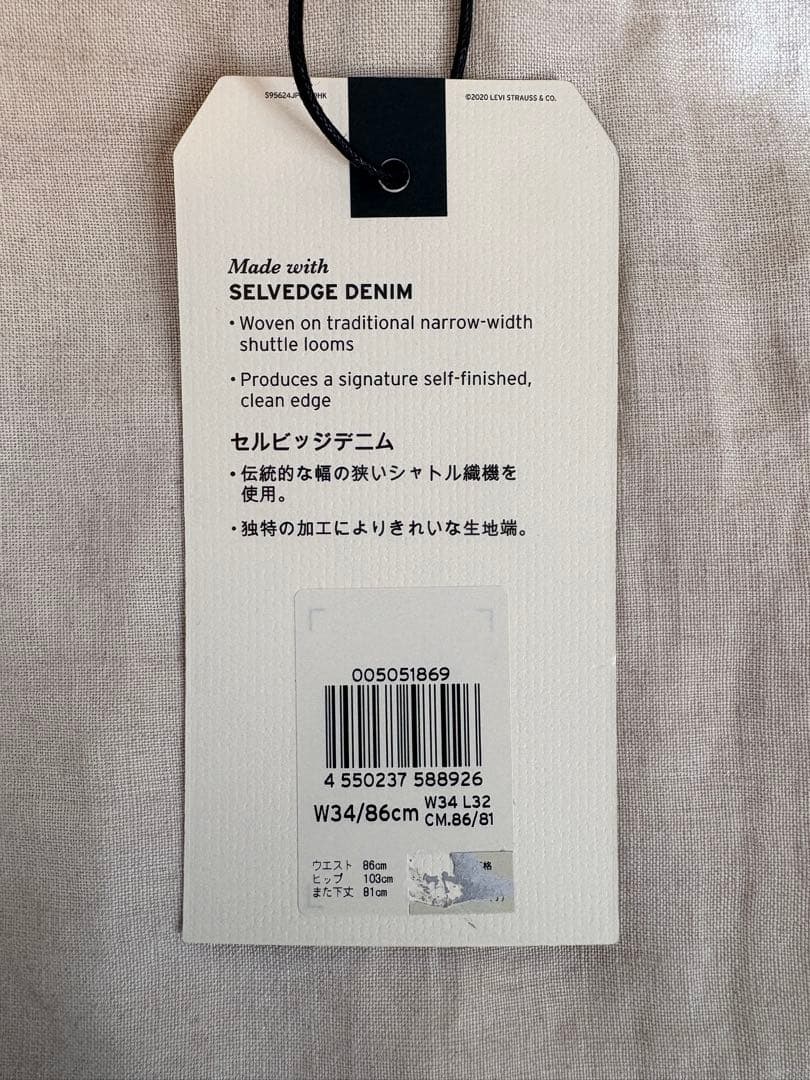 ©2020 LEVI STRAUSS & CO.
Made with
SELVEDGE DENIM
• Woven on traditional narrow-width
shuttle looms
• Produces a signature self-finished,
clean edge
セルビッジデニム
• 伝統的な幅の狭いシャトル織機を
使用。
• 独特の加工によりきれいな生地端。
005051869
4 550237 588926
W34/86cm
W34 L32
CM.86/81
ウエスト 86cm
ヒップ 103cm
また下丈 81cm
格